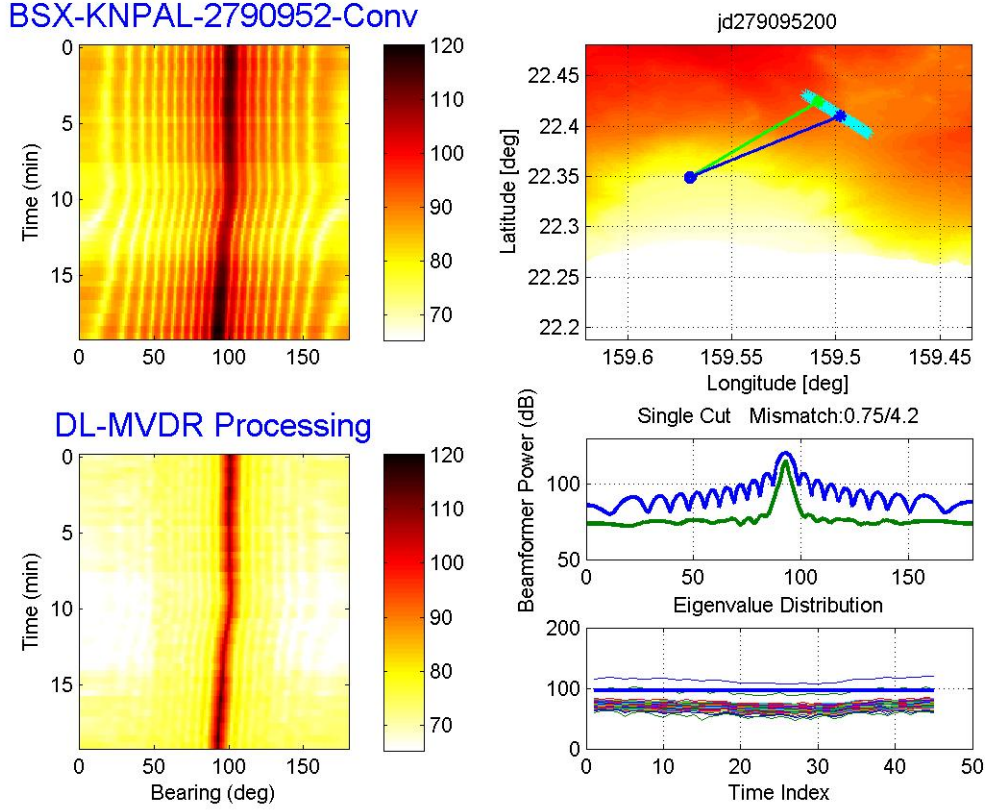 BSX-KNPAL-2790952-Conv
0
5
10
15
Time (min)
0 50 100 150
120
110
100
90
80
70
jd279095200
22.45
22.4
22.35
22.3
22.25
22.2
Latitude [deg]
159.6 159.55 159.5 159.45
Longitude [deg]
DL-MVDR Processing
0
5
10
15
Time (min)
0 50 100 150
Bearing (deg)
120
110
100
90
80
70
Single Cut Mismatch:0.75/4.2
Beamformer Power (dB)
100
50
0 50 100 150
Eigenvalue Distribution
200
100
0
0 10 20 30 40 50
Time Index